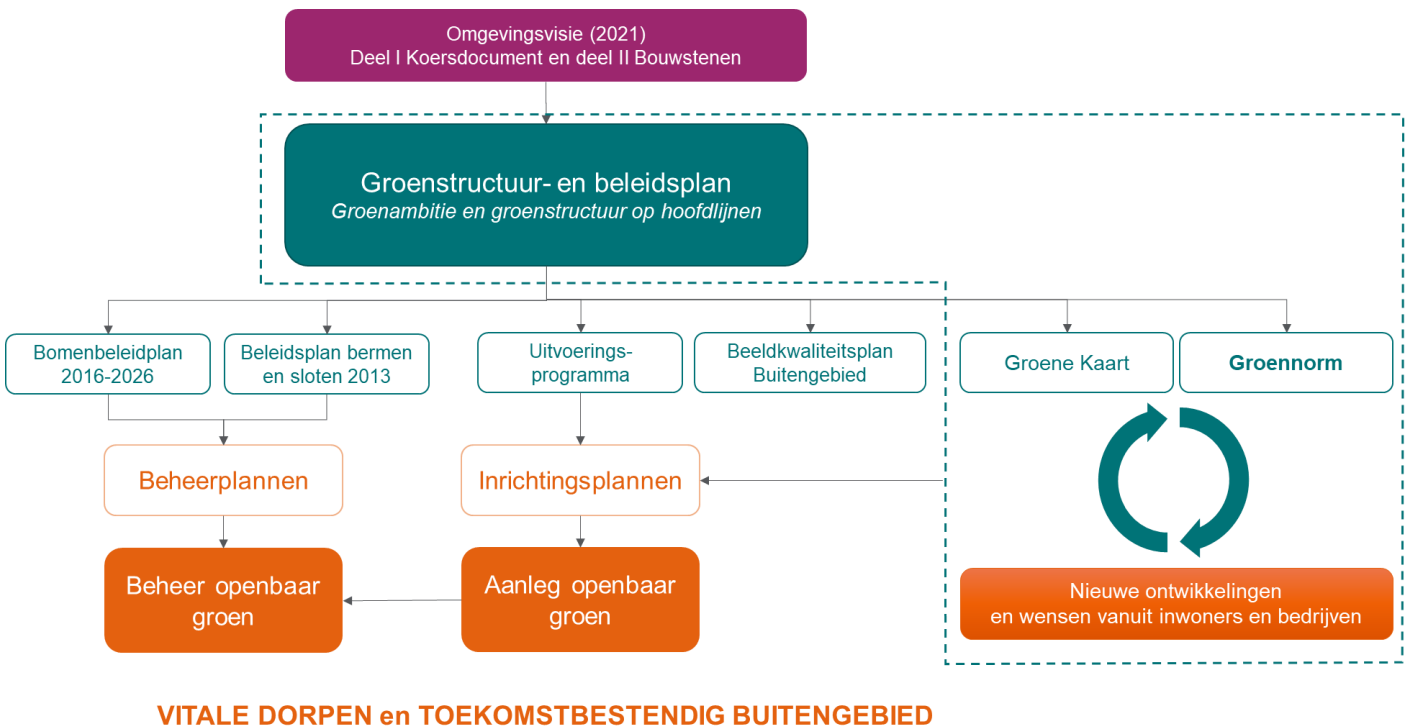 Omgevingsvisie (2021)
Deel I Koersdocument en deel II Bouwstenen
Groenstructuur- en beleidsplan
Groenambitie en groenstructuur op hoofdlijnen
Bomenbeleidplan
2016-2026
Beleidsplan bermen
en sloten 2013
Uitvoerings-
programma
Beeldkwaliteitsplan
Buitengebied
Groene Kaart
Groennorm
Beheerplannen
Inrichtingsplannen
Beheer openbaar
groen
Aanleg openbaar
groen
Nieuwe ontwikkelingen
en wensen vanuit inwoners en bedrijven
VITALE DORPEN en TOEKOMSTBESTENDIG BUITENGEBIED